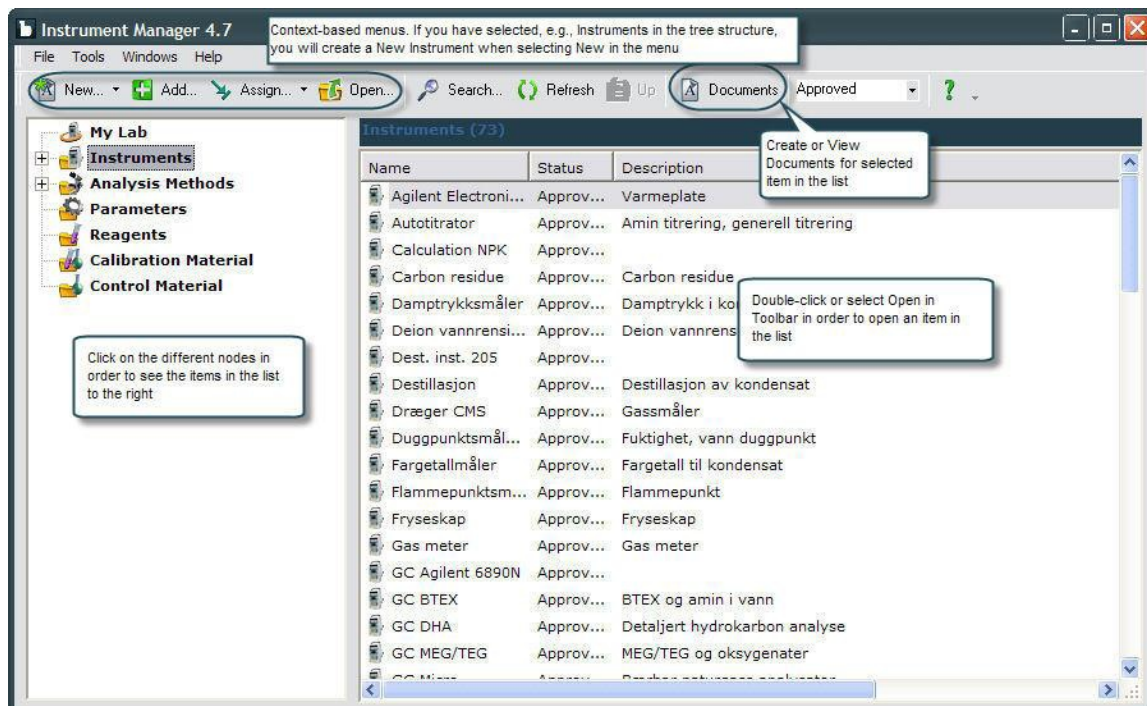 Instrument Manager 4.7
Context-based menus. If you have selected, e.g., Instruments in the tree structure,
you will create a New Instrument when selecting New in the menu
File Tools Windows Help
New... Add... Assign... Open... Search... Refresh Up Documents Approved ?
Create or View
Documents for selected
item in the list
My Lab
Instruments
Analysis Methods
Parameters
Reagents
Calibration Material
Control Material
Click on the different nodes in
order to see the items in the list
to the right
Instruments (73)
Name Status Description
Agilent Electroni... Approv... Varmeplate
Autotitrator Approv... Amin titrering, generell titrering
Calculation NPK Approv...
Carbon residue Approv... Carbon residue
Damptrykksmåler Approv... Damptrykk i
Deion vannrensi... Approv... Deion vannrens
Double-click or select Open in
Toolbar in order to open an item in
the list
Dest. inst. 205 Approv...
Destillasjon Approv... Destillasjon av kondensat
Dræger CMS Approv... Gassmåler
Duggpunktsmål... Approv... Fuktighet, vann duggpunkt
Fargetallmåler Approv... Fargetall til kondensat
Flammepunktsm... Approv... Flammepunkt
Fryseskap Approv... Fryseskap
Gas meter Approv... Gas meter
GC Agilent 6890N Approv...
GC BTEX Approv... BTEX og amin i vann
GC DHA Approv... Detaljert hydrokarbon analyse
GC MEG/TEG Approv... MEG/TEG og oksygenater